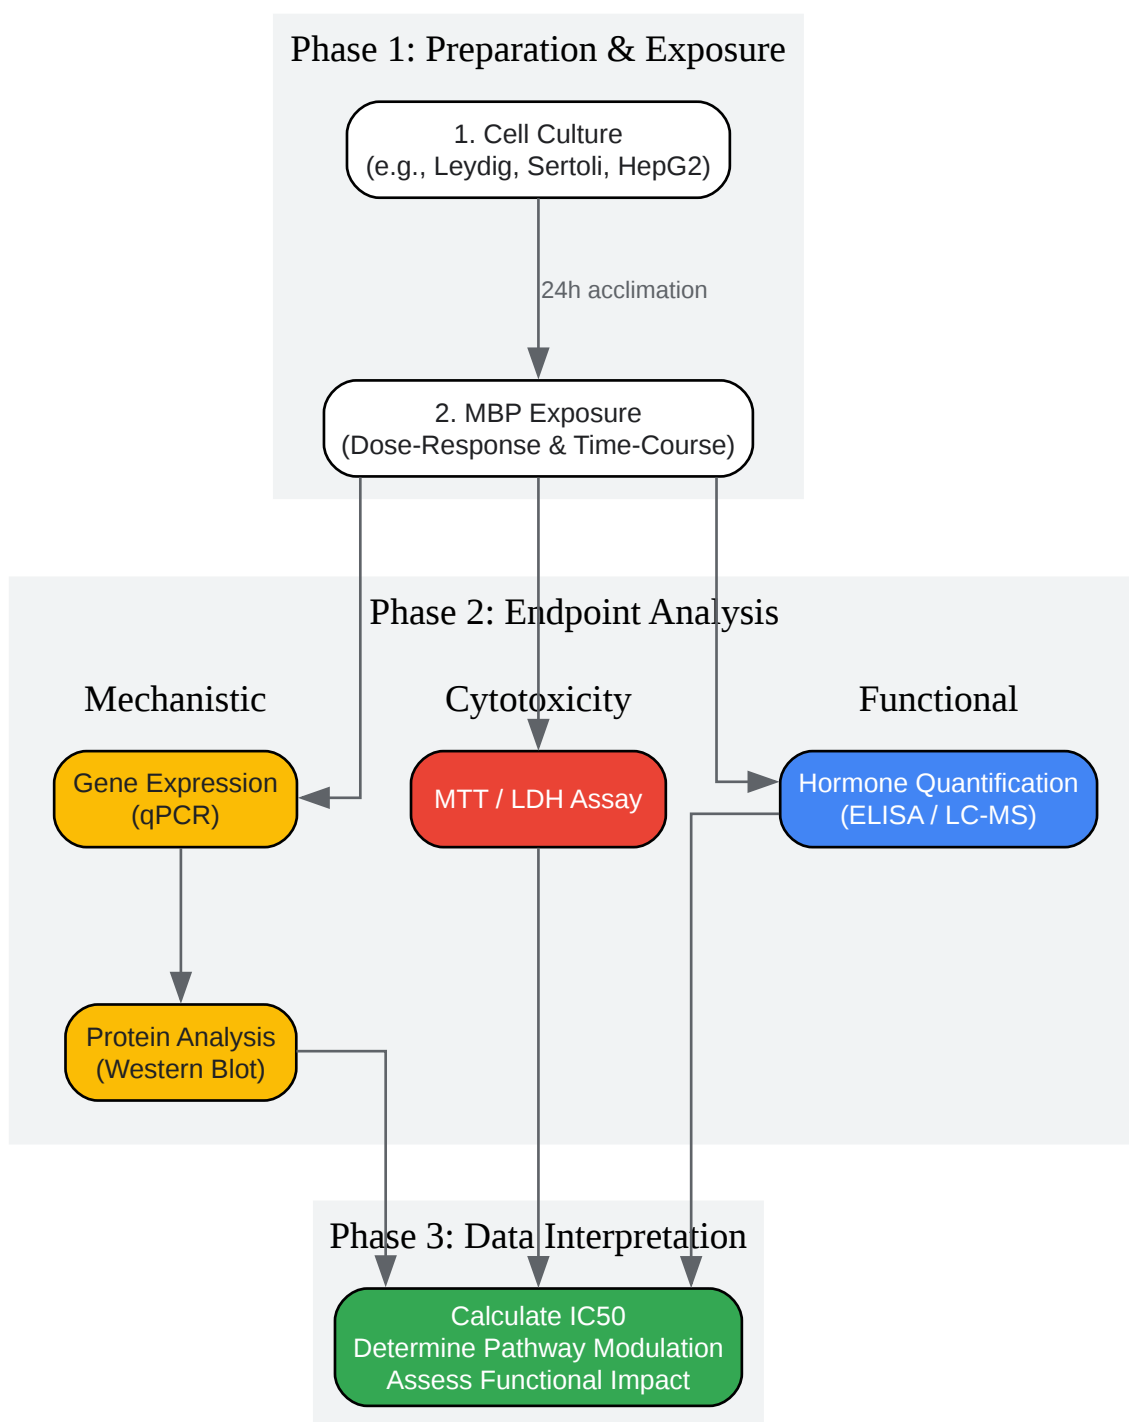 Phase 1: Preparation & Exposure
1. Cell Culture
(e.g., Leydig, Sertoli, HepG2)
24h acclimation
2. MBP Exposure
(Dose-Response & Time-Course)
Phase 2: Endpoint Analysis
Mechanistic
Cytotoxicity
Functional
Gene Expression
(qPCR)
MTT / LDH Assay
Hormone Quantification
(ELISA / LC-MS)
Protein Analysis
(Western Blot)
Phase 3: Data Interpretation
Calculate IC50
Determine Pathway Modulation
Assess Functional Impact